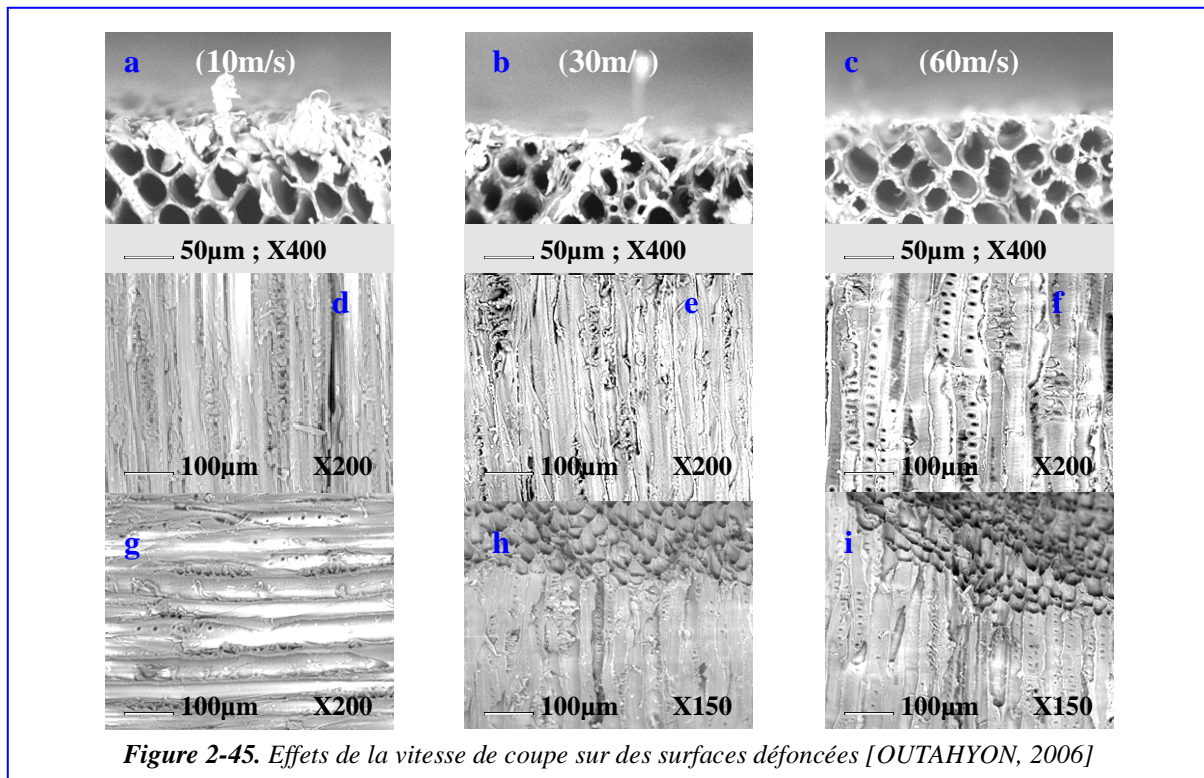 a (10m/s)
b (30m/s)
c (60m/s)
50µm ; X400
50µm ; X400
50µm ; X400
d
e
f
100µm X200
100µm X200
100µm X200
g
h
i
100µm X200
100µm X150
100µm X150
Figure 2-45. Effets de la vitesse de coupe sur des surfaces défoncées [OUTAHYON, 2006]